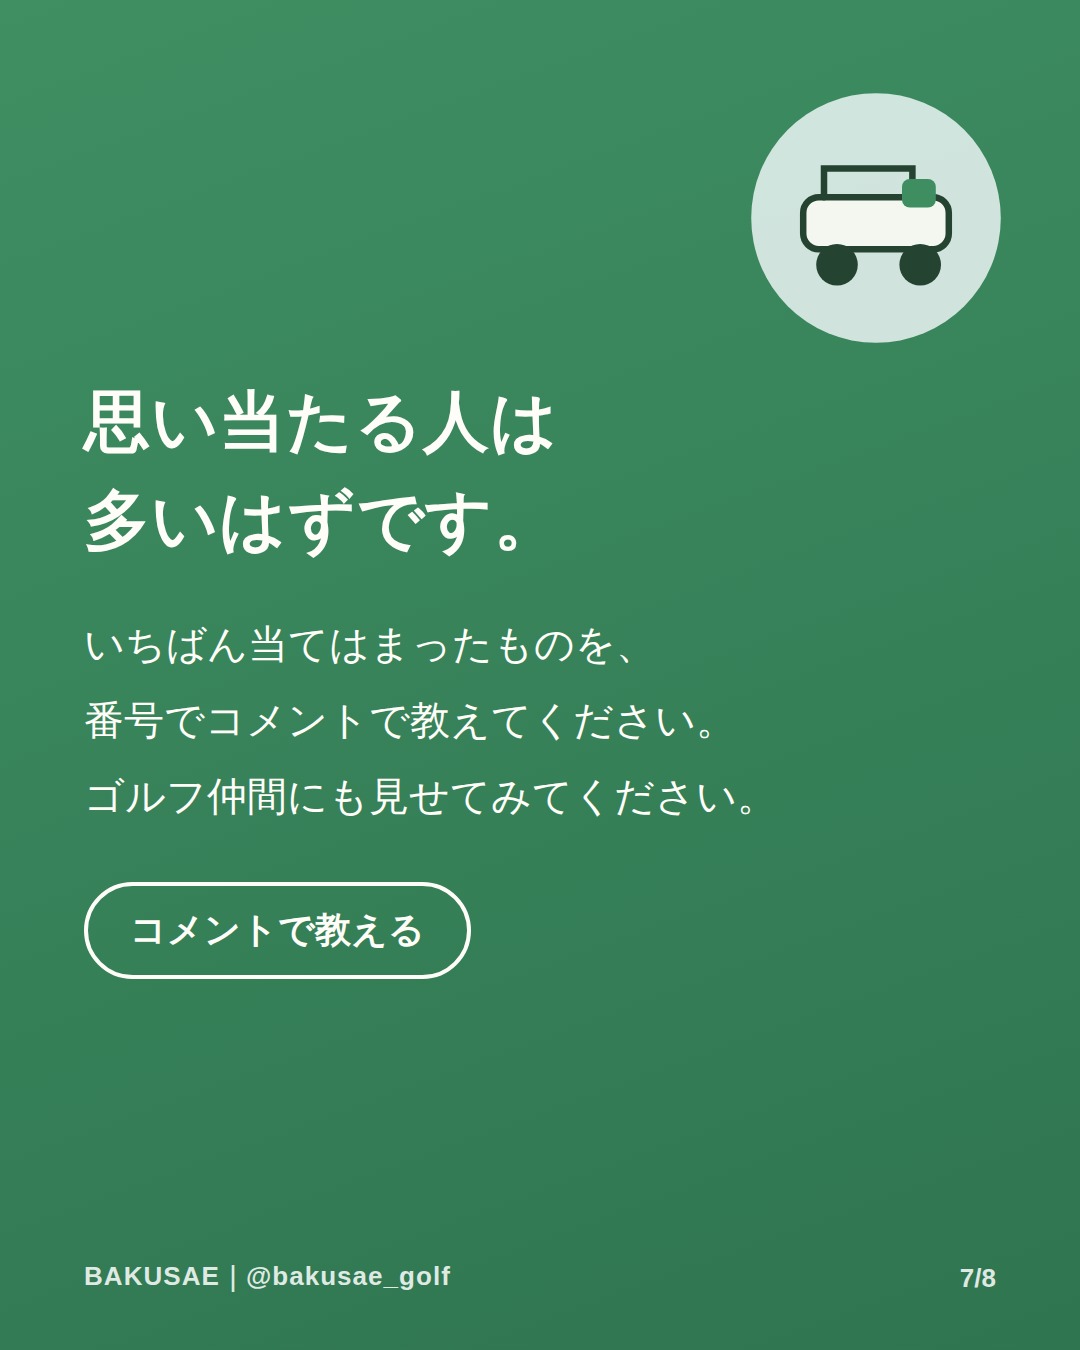 思い当たる人は
多いはずです。
いちばん当てはまったものを、
番号でコメントで教えてください。
ゴルフ仲間にも見せてみてください。
コメントで教える
BAKUSAE | @bakusae_golf
7/8